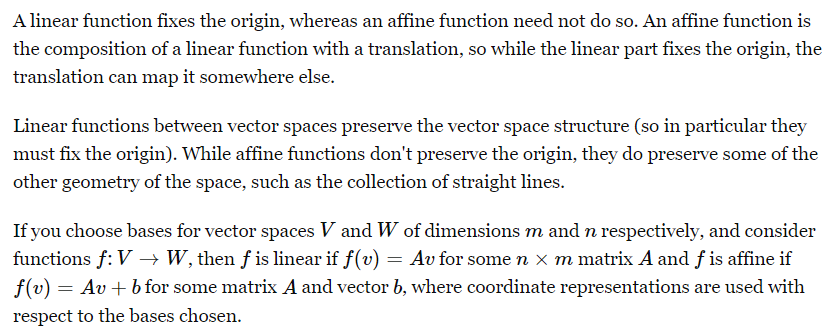 A linear function fixes the origin, whereas an affine function need not do so. An affine function is
the composition of a linear function with a translation, so while the linear part fixes the origin, the
translation can map it somewhere else.
Linear functions between vector spaces preserve the vector space structure (so in particular they
must fix the origin). While affine functions don't preserve the origin, they do preserve some of the
other geometry of the space, such as the collection of straight lines.
If you choose bases for vector spaces V and W of dimensions m and n respectively, and consider
functions f: V → W, then f is linear if f(v) = Av for some n × m matrix A and f is affine if
f(v) = Av + b for some matrix A and vector b, where coordinate representations are used with
respect to the bases chosen.